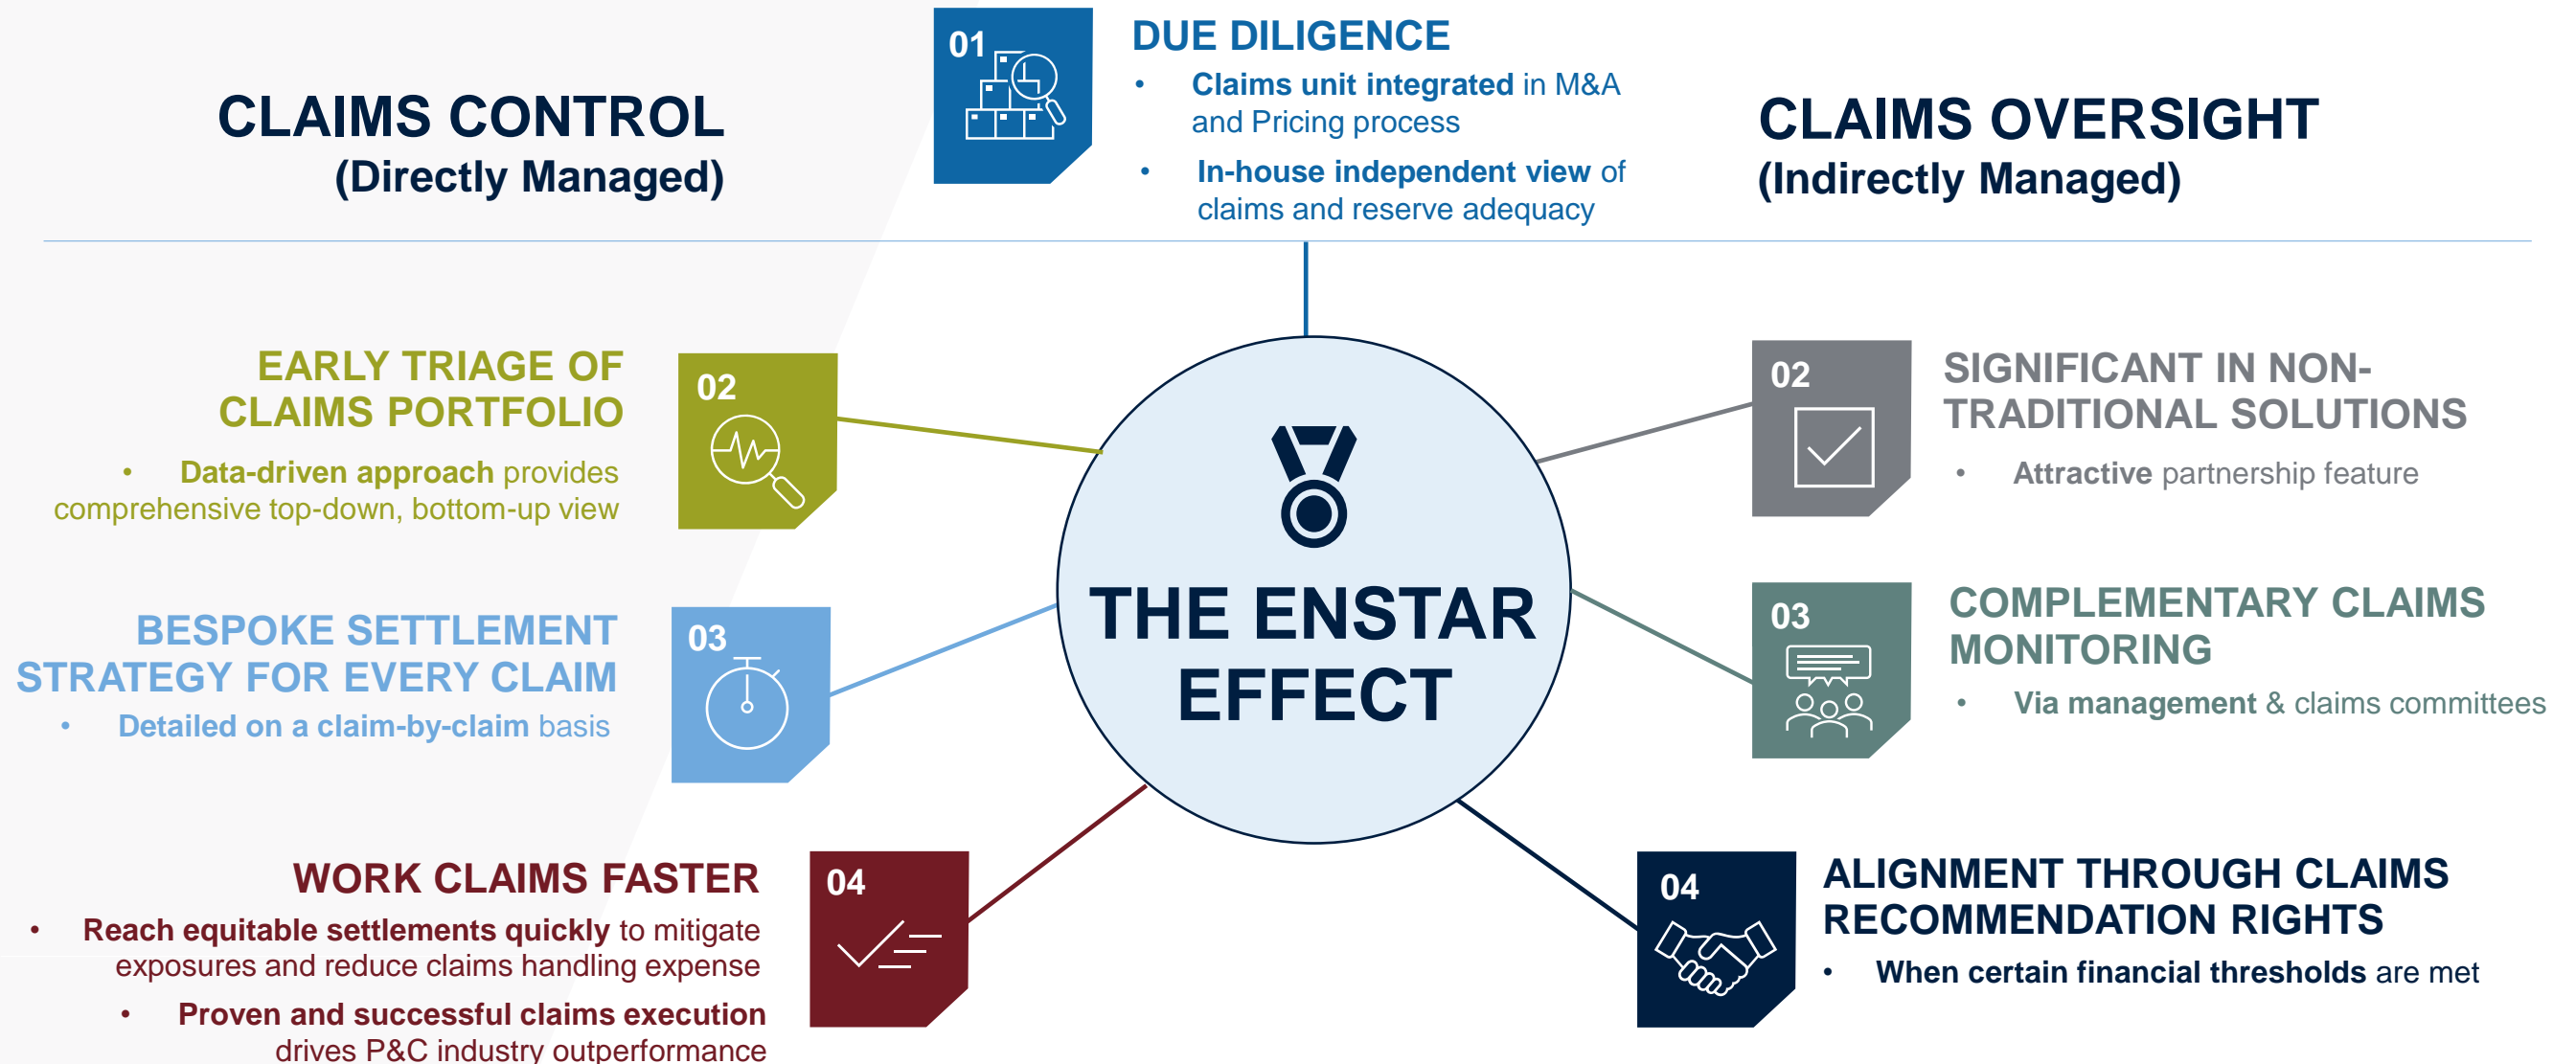 CLAIMS CONTROL
(Directly Managed)
01
DUE DILIGENCE
• Claims unit integrated in M&A
and Pricing process
• In-house independent view of
claims and reserve adequacy
CLAIMS OVERSIGHT
(Indirectly Managed)
EARLY TRIAGE OF
CLAIMS PORTFOLIO
• Data-driven approach provides
comprehensive top-down, bottom-up view
02
BESPOKE SETTLEMENT
STRATEGY FOR EVERY CLAIM
• Detailed on a claim-by-claim basis
03
WORK CLAIMS FASTER
• Reach equitable settlements quickly to mitigate
exposures and reduce claims handling expense
• Proven and successful claims execution
drives P&C industry outperformance
04
THE ENSTAR
EFFECT
02
SIGNIFICANT IN NON-
TRADITIONAL SOLUTIONS
• Attractive partnership feature
03
COMPLEMENTARY CLAIMS
MONITORING
• Via management & claims committees
04
ALIGNMENT THROUGH CLAIMS
RECOMMENDATION RIGHTS
• When certain financial thresholds are met